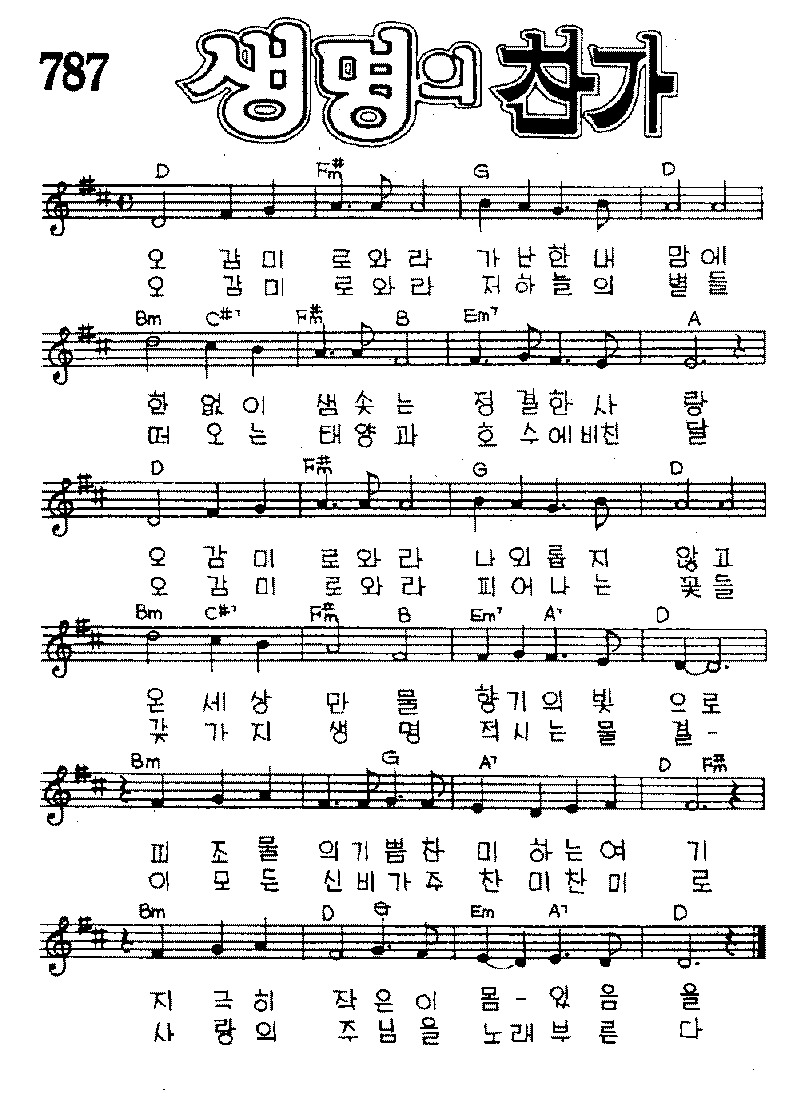 787 생명의 찬가
D F#m G D
오 감미 로와라 가난한내 맘에
오 감미 로와라 저하늘의 별들
Bm C#7 F#m B Em7 A
한없이 샘솟는 정결한사 랑
떠오는 태양과 호수에비친 달
D F#m G D
오 감미 로와라 나외롭지 않고
오 감미 로와라 피어나는 꽃들
Bm C#7 F#m B Em7 A7 D
온세상 만물 향기의빛 으로
갖가지 생명 적시는물 결-
Bm G A7 D F#m
피조물 의기쁨찬 미하는여 기
이모든 신비가주 찬미찬미 로
Bm D G Em A7 D
지극히 작은이 몸-있음 을
사랑의 주님을 노래부른 다